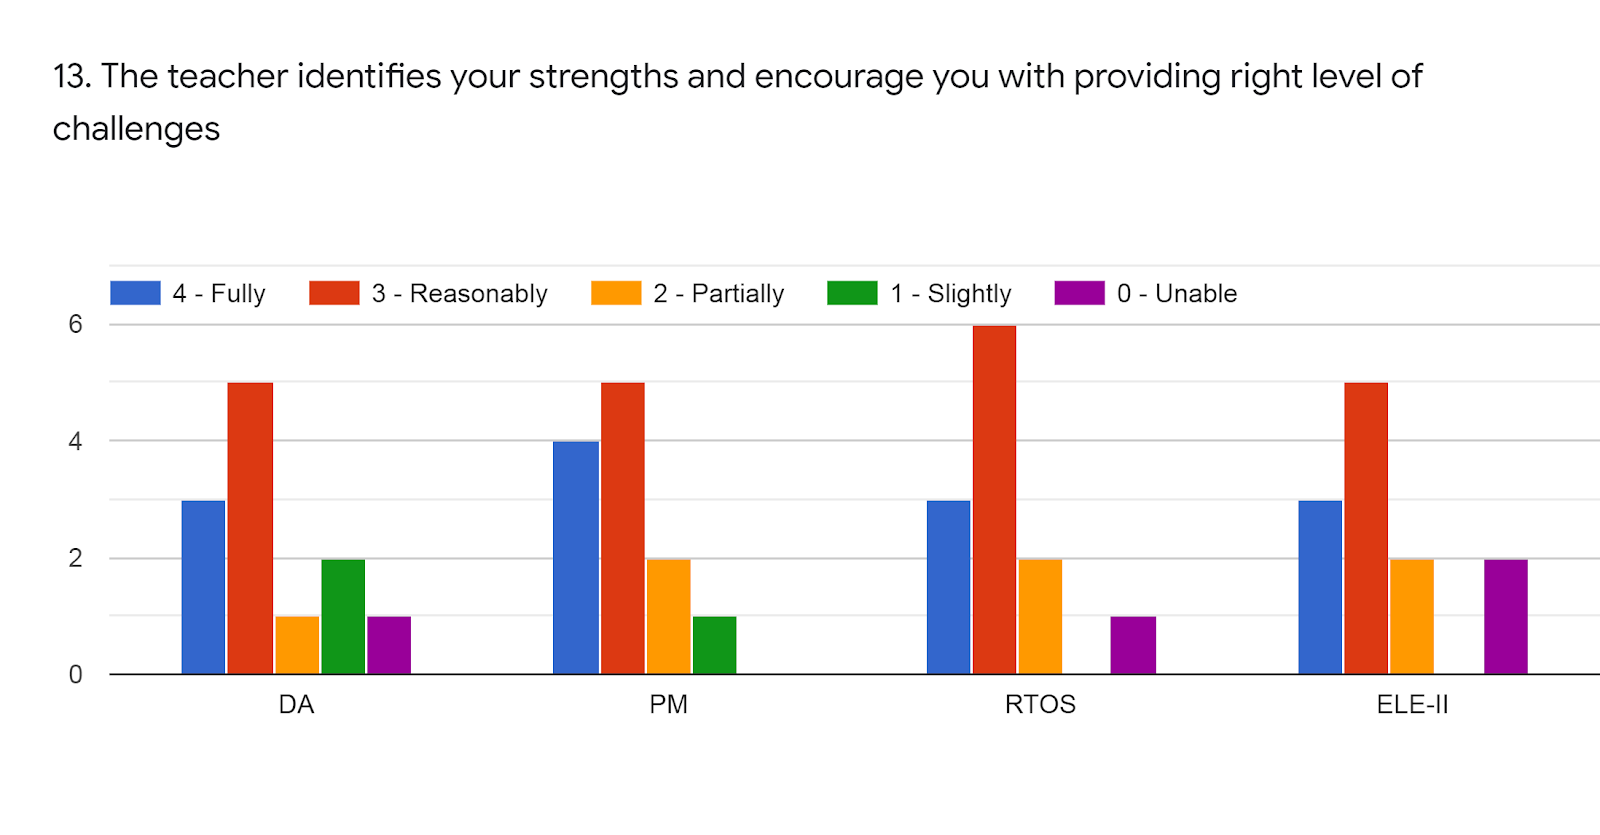 13. The teacher identifies your strengths and encourage you with providing right level of
challenges
4 - Fully 3 - Reasonably 2 - Partially 1 - Slightly 0 - Unable
6
4
2
0
DA PM RTOS ELE-II